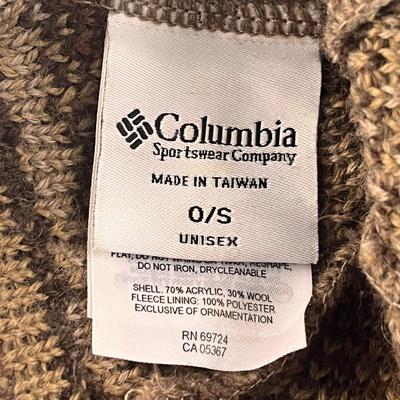 Columbia
Sportswear Company
MADE IN TAIWAN
O/S
UNISEX
FLAT, DO NOT WRING OR TWIST, RESHAPE,
DO NOT IRON, DRYCLEANABLE
SHELL: 70% ACRYLIC, 30% WOOL
FLEECE LINING: 100% POLYESTER
EXCLUSIVE OF ORNAMENTATION
RN 69724
CA 05367